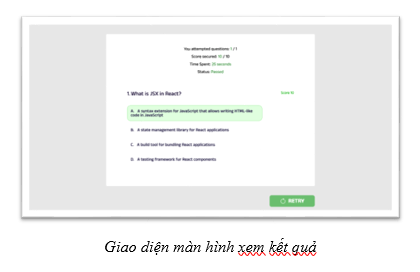 You attempted questions: 1 / 1
Score secured: 10 / 10
Time Spent: 35 seconds
Status: Passed
1. What is JSX in React?
Score 10
A. A syntax extension for JavaScript that allows writing HTML-like
code in JavaScript
B. A state management library for React applications
C. A build tool for bundling React applications
D. A testing framework for React components
RETRY
Giao diện màn hình xem kết quả